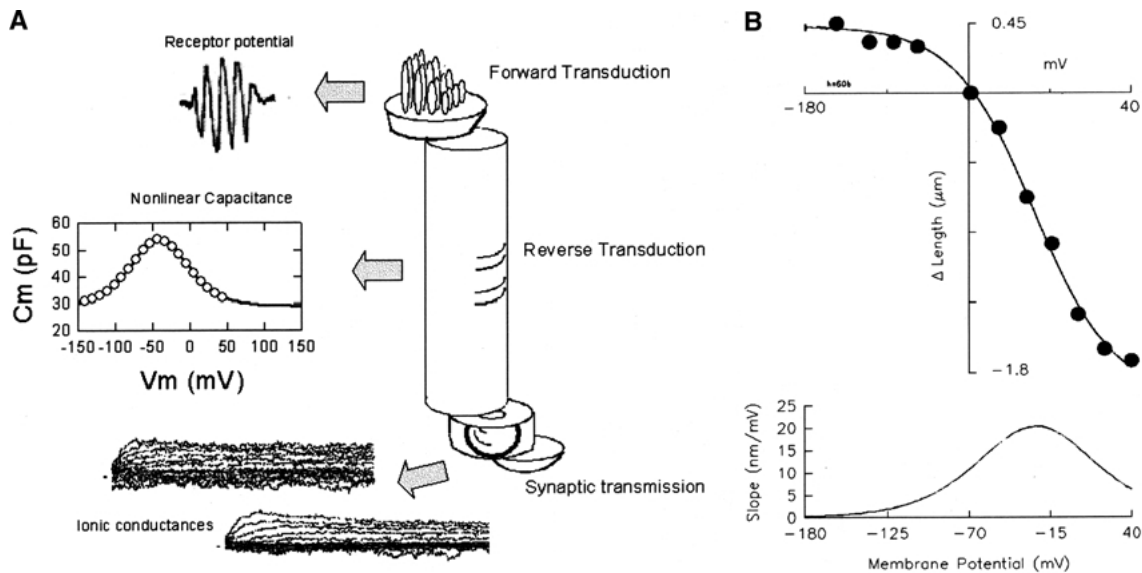 A
Receptor potential
Forward Transduction
Nonlinear Capacitance
Cm (pF)
60
50
40
30
20
-150 -100 -50 0 50 100 150
Vm (mV)
Reverse Transduction
Synaptic transmission
Ionic conductances
B
0.45
mV
-180
40
Δ Length (μm)
-1.8
Slope (nm/mV)
25
20
15
10
5
0
-180 -125 -70 -15 40
Membrane Potential (mV)